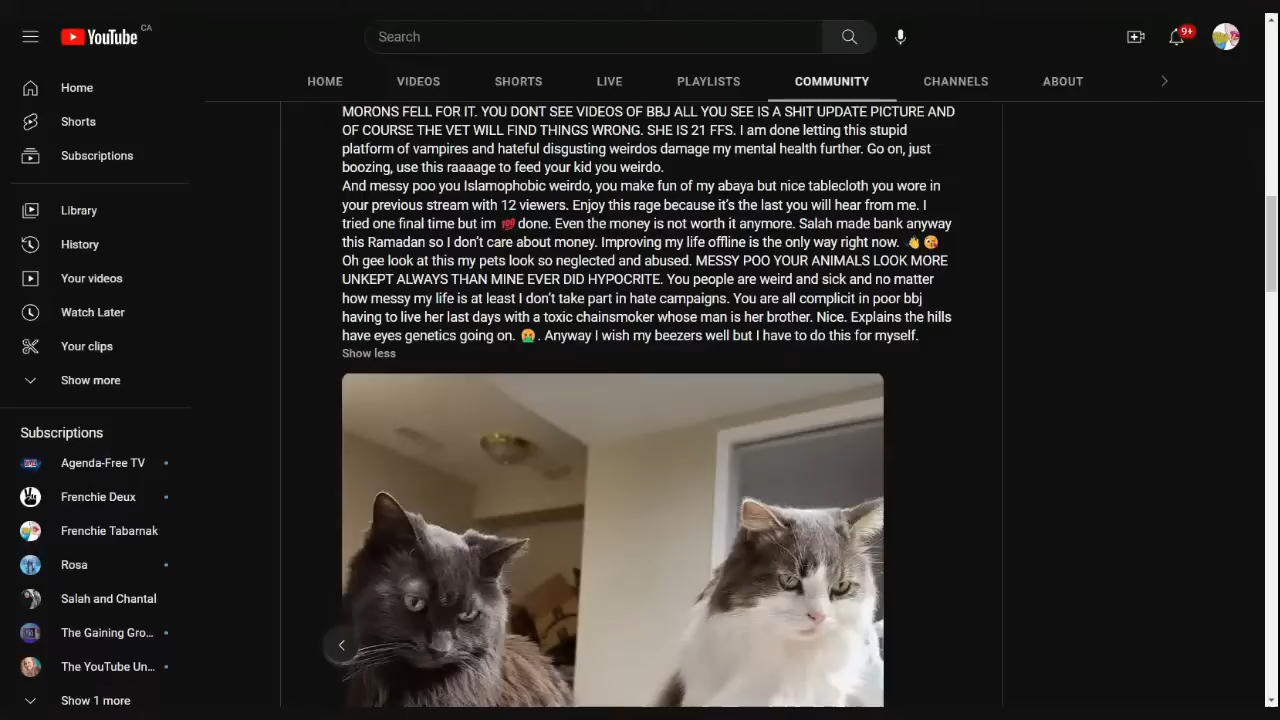 YouTube CA
Search
9+
HOME VIDEOS SHORTS LIVE PLAYLISTS COMMUNITY CHANNELS ABOUT
Home
Shorts
Subscriptions
Library
History
Your videos
Watch Later
Your clips
Show more
Subscriptions
Agenda-Free TV
Frenchie Deux
Frenchie Tabarnak
Rosa
Salah and Chantal
The Gaining Gro...
The YouTube Un...
Show 1 more
MORONS FELL FOR IT. YOU DONT SEE VIDEOS OF BBJ ALL YOU SEE IS A SHIT UPDATE PICTURE AND
OF COURSE THE VET WILL FIND THINGS WRONG. SHE IS 21 FFS. I am done letting this stupid
platform of vampires and hateful disgusting weirdos damage my mental health further. Go on, just
boozing, use this raaaage to feed your kid you weirdo.
And messy poo you Islamophobic weirdo, you make fun of my abaya but nice tablecloth you wore in
your previous stream with 12 viewers. Enjoy this rage because it's the last you will hear from me. I
tried one final time but im 💯 done. Even the money is not worth it anymore. Salah made bank anyway
this Ramadan so I don't care about money. Improving my life offline is the only way right now. 👋 😘
Oh gee look at this my pets look so neglected and abused. MESSY POO YOUR ANIMALS LOOK MORE
UNKEPT ALWAYS THAN MINE EVER DID HYPOCRITE. You people are weird and sick and no matter
how messy my life is at least I don't take part in hate campaigns. You are all complicit in poor bbj
having to live her last days with a toxic chainsmoker whose man is her brother. Nice. Explains the hills
have eyes genetics going on. 🤮. Anyway I wish my beezers well but I have to do this for myself.
Show less